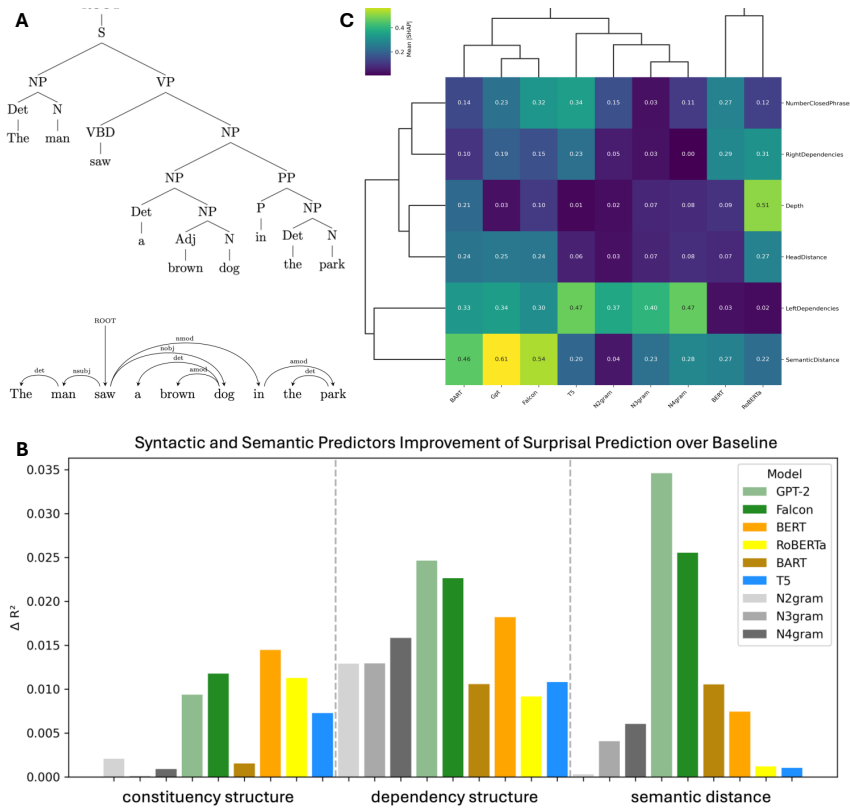 A
S
NP VP
Det N
The man
VBD NP
saw
NP PP
Det NP P NP
a Adj N in Det N
brown dog the park
ROOT
nmod
nobj
det nsubj det amod
amod det
The man saw a brown dog in the park
C
0.4
0.2
Mean |SHAP|
0.14 0.23 0.32 0.34 0.15 0.03 0.11 0.27 0.12 NumberClosedPhrase
0.10 0.19 0.15 0.23 0.05 0.03 0.00 0.29 0.31 RightDependencies
0.21 0.03 0.10 0.01 0.02 0.07 0.08 0.09 0.51 Depth
0.24 0.25 0.24 0.06 0.03 0.07 0.08 0.07 0.27 HeadDistance
0.33 0.34 0.30 0.47 0.37 0.40 0.47 0.03 0.02 LeftDependencies
0.46 0.61 0.54 0.20 0.04 0.23 0.28 0.27 0.22 SemanticDistance
BART Gpt Falcon T5 N2gram N3gram N4gram BERT RoBERTa
B
Syntactic and Semantic Predictors Improvement of Surprisal Prediction over Baseline
0.035
0.030
0.025
0.020
0.015
0.010
0.005
0.000
Δ R²
Model
GPT-2
Falcon
BERT
RoBERTa
BART
T5
N2gram
N3gram
N4gram
constituency structure dependency structure semantic distance